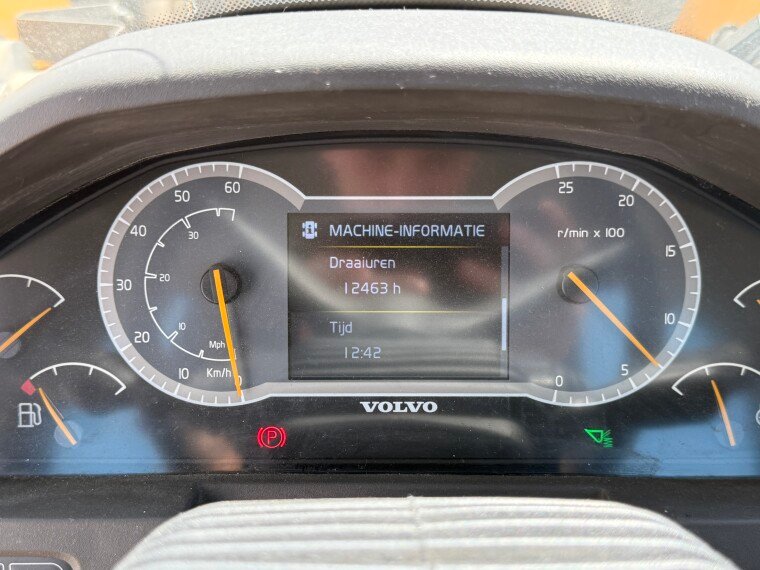 MACHINE-INFORMATIE
Draaiuren
12463 h
Tijd
12:42
10
20
30
40
50
60
10
20
30
Mph
Km/h
r/min x 100
0
5
10
15
20
25
VOLVO
P